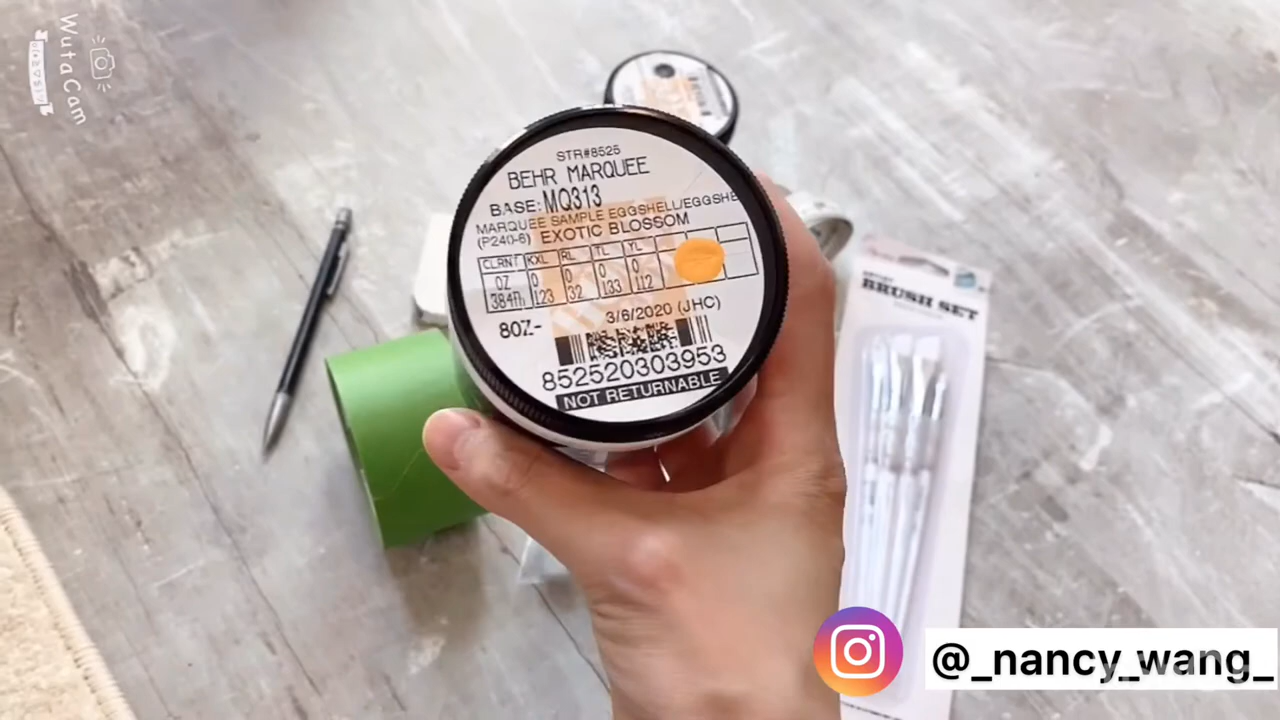 WutaCam
STR#8525
BEHR MARQUEE
BASE:MQ313
MARQUEE SAMPLE EGGSHELL/EGGSHE
(P240-6) EXOTIC BLOSSOM
CLRNT KXL RL TL YL
OZ 0 0 0 0
384th 123 32 133 112
8OZ- 3/6/2020 (JHC)
852520303953
NOT RETURNABLE
BRUSH SET
@_nancy_wang_